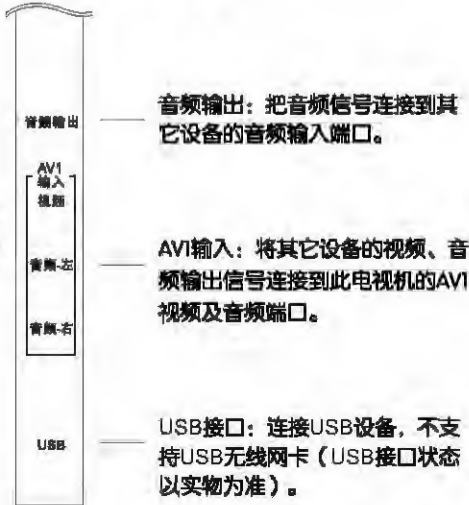 音频输出
音频输出：把音频信号连接到其
它设备的音频输入端口。
AV1
输入
视频
音频-左
音频-右
AV1输入：将其它设备的视频、音
频输出信号连接到此电视机的AV1
视频及音频端口。
USB
USB接口：连接USB设备，不支
持USB无线网卡（USB接口状态
以实物为准）。